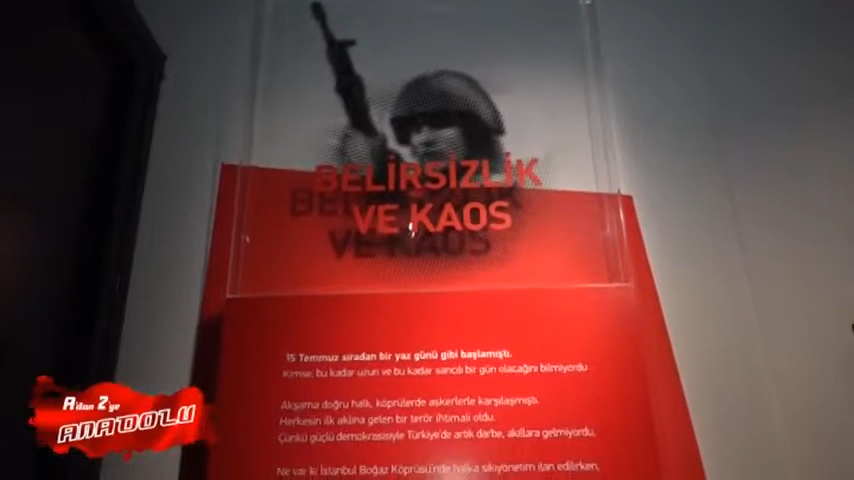 BELİRSİZLİK
VE KAOS
15 Temmuz sıradan bir yaz günü gibi başlamıştı.
Kimse, bu kadar uzun ve bu kadar sancılı bir gün olacağını bilmiyordu
Akşama doğru halk, köprülerde askerlerle karşılaşmıştı.
Herkesin ilk aklına gelen bir terör ihtimali oldu.
Çünkü güçlü demokrasisiyle Türkiye'de artık darbe, akıllara gelmiyordu.
Ne var ki İstanbul Boğaz Köprüsü'nde halka sıkıyönetim ilan edilirken,
A'dan Z'ye
ANADOLU